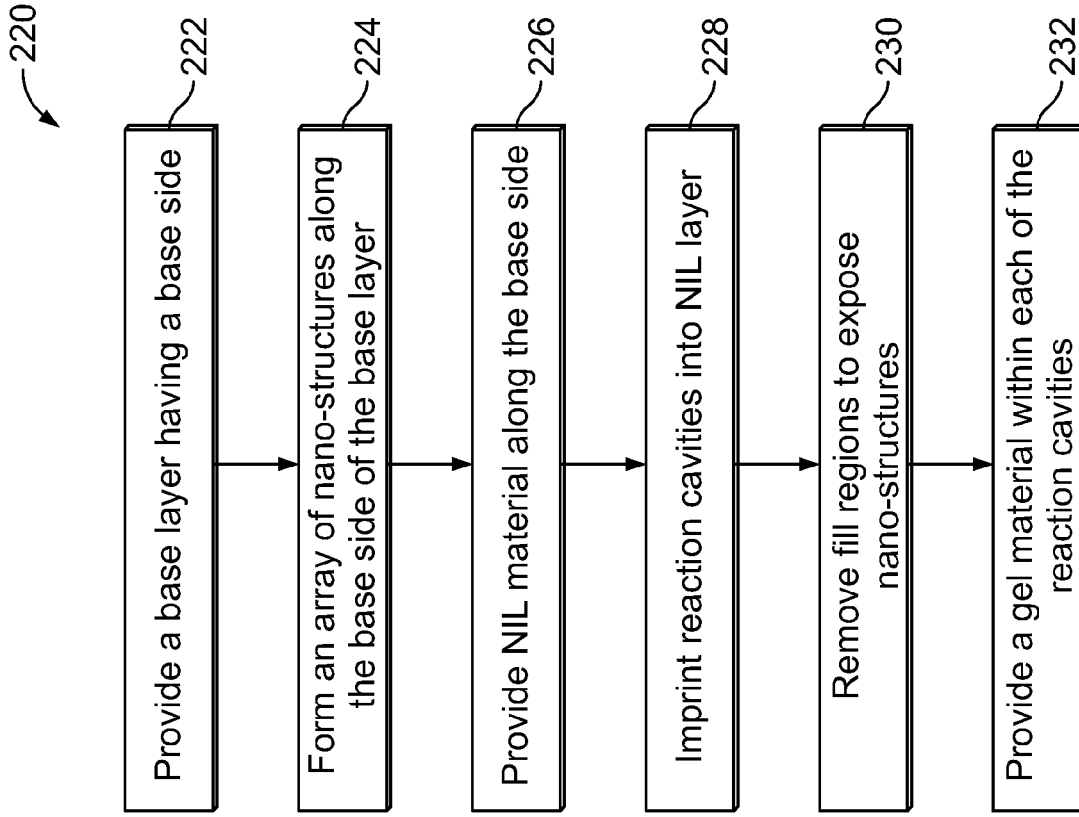 220
Provide a base layer having a base side
222
Form an array of nano-structures along
the base side of the base layer
224
Provide NIL material along the base side
226
Imprint reaction cavities into NIL layer
228
Remove fill regions to expose
nano-structures
230
Provide a gel material within each of the
reaction cavities
232